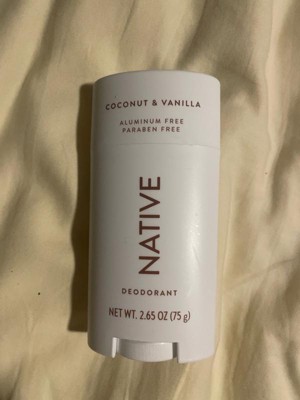 COCONUT & VANILLA
ALUMINUM FREE
PARABEN FREE
NATIVE
DEODORANT
NET WT. 2.65 OZ (75 g)